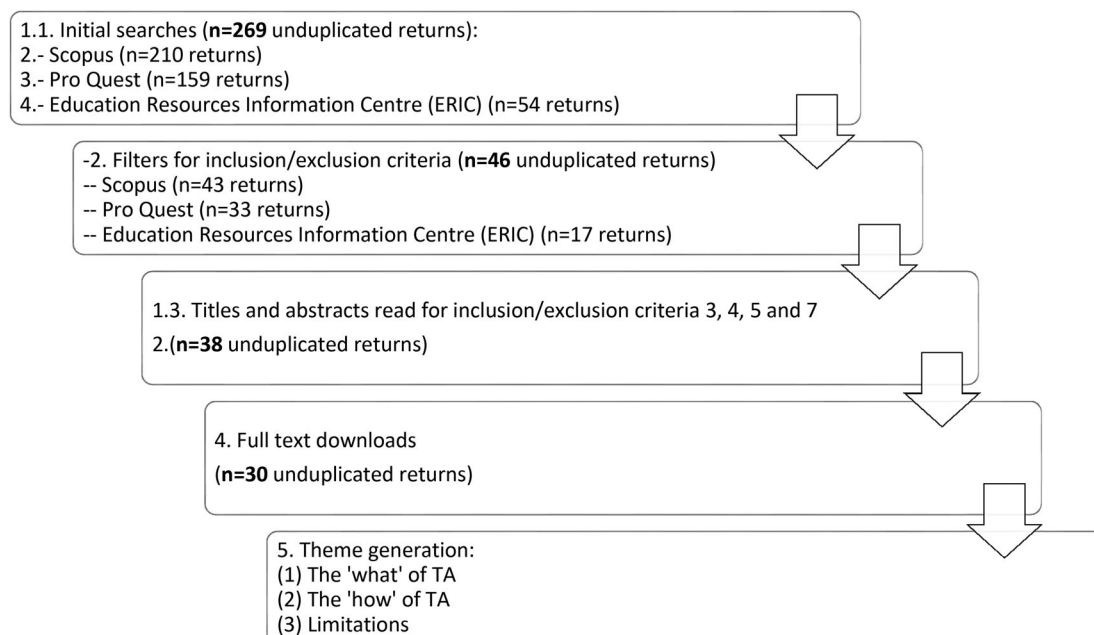 1.1. Initial searches (n=269 unduplicated returns):
2.- Scopus (n=210 returns)
3.- Pro Quest (n=159 returns)
4.- Education Resources Information Centre (ERIC) (n=54 returns)
-2. Filters for inclusion/exclusion criteria (n=46 unduplicated returns)
-- Scopus (n=43 returns)
-- Pro Quest (n=33 returns)
-- Education Resources Information Centre (ERIC) (n=17 returns)
1.3. Titles and abstracts read for inclusion/exclusion criteria 3, 4, 5 and 7
2.(n=38 unduplicated returns)
4. Full text downloads
(n=30 unduplicated returns)
5. Theme generation:
(1) The 'what' of TA
(2) The 'how' of TA
(3) Limitations